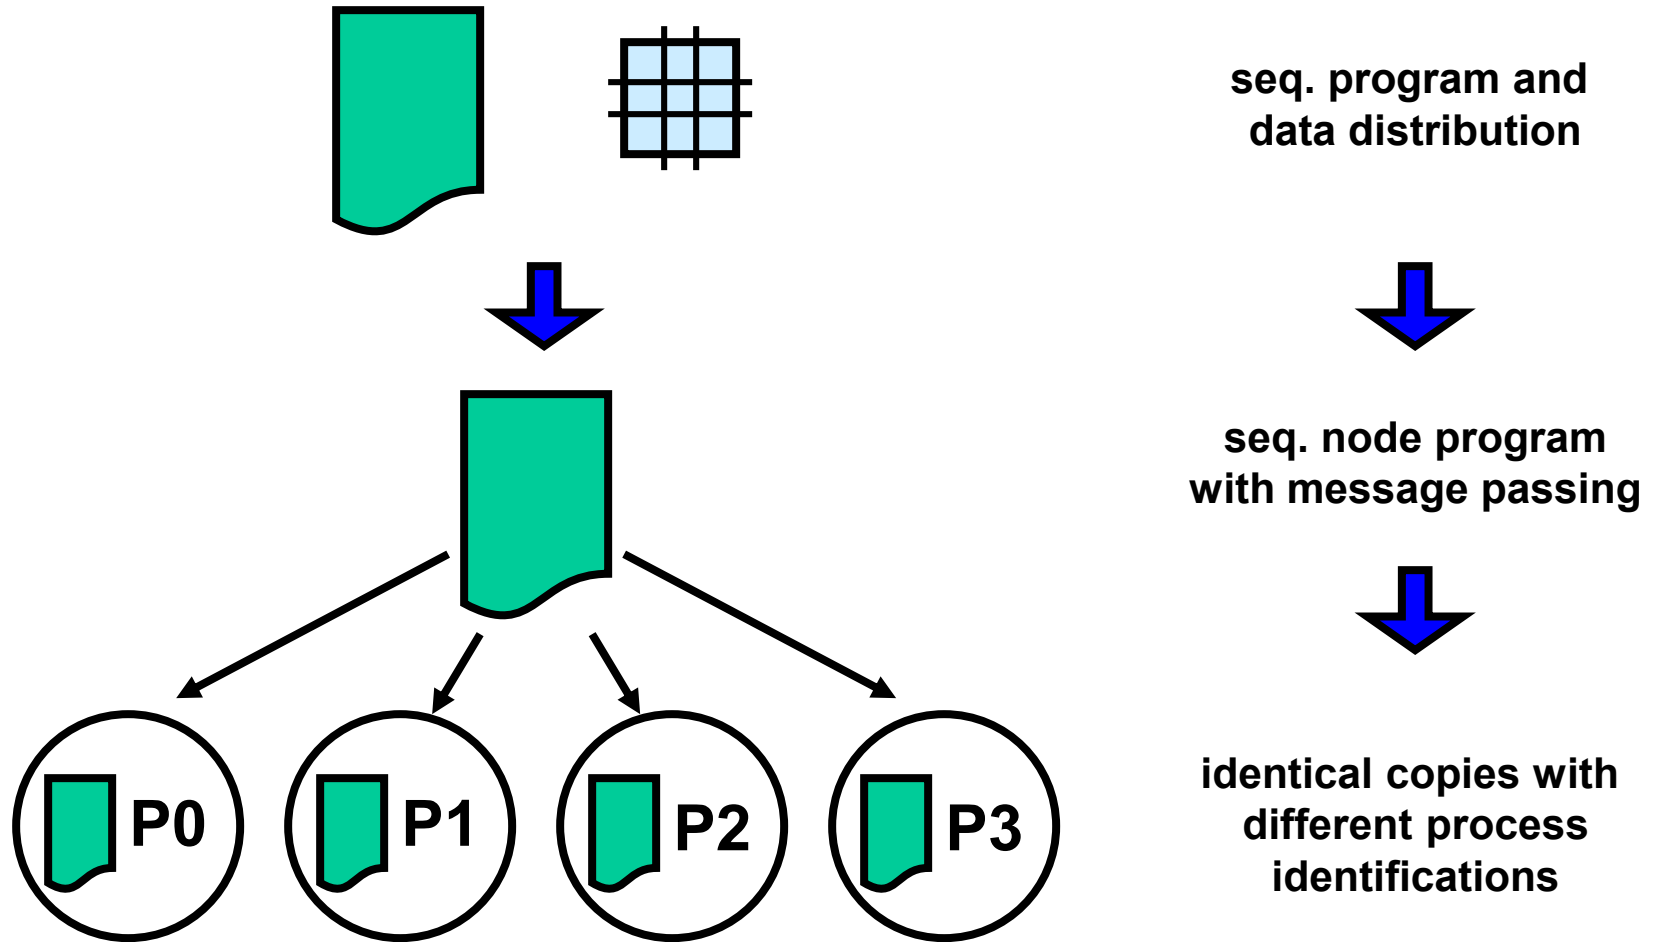 seq. program and
data distribution
seq. node program
with message passing
P0
P1
P2
P3
identical copies with
different process
identifications